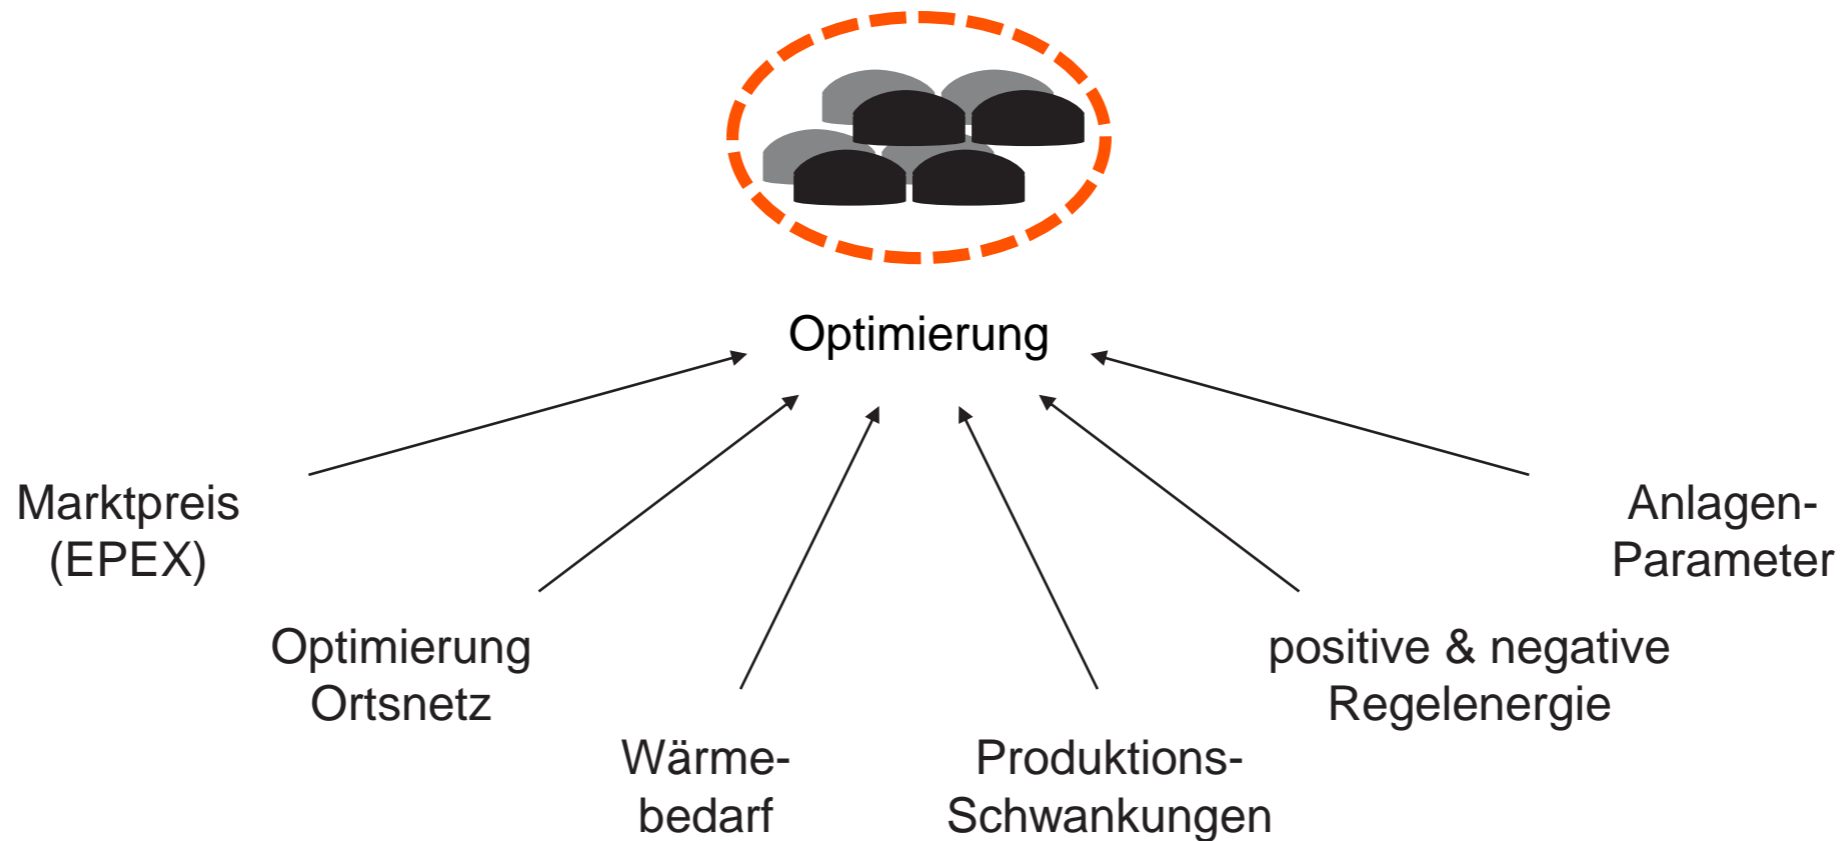 Optimierung
Marktpreis
(EPEX)
Optimierung
Ortsnetz
Wärme-
bedarf
Produktions-
Schwankungen
positive & negative
Regelenergie
Anlagen-
Parameter